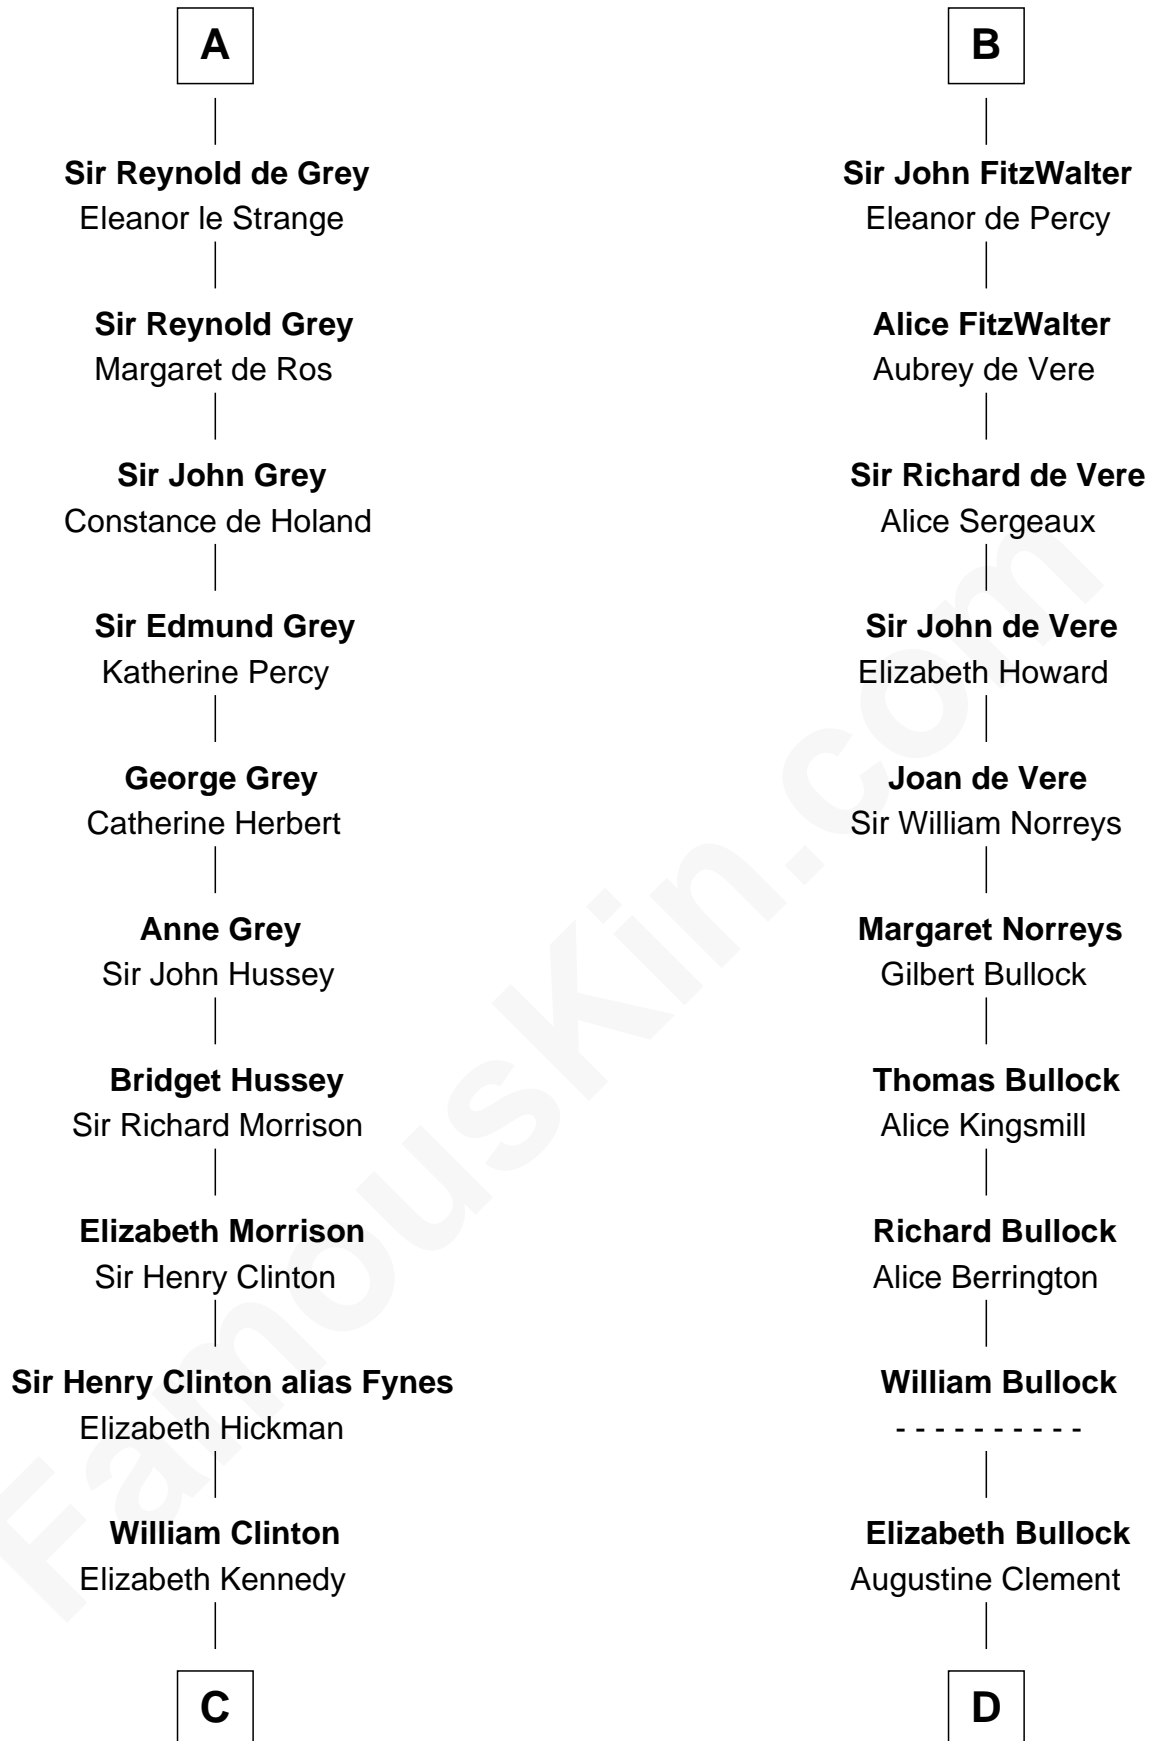 A
Sir Reynold de Grey
Eleanor le Strange
Sir Reynold Grey
Margaret de Ros
Sir John Grey
Constance de Holand
Sir Edmund Grey
Katherine Percy
George Grey
Catherine Herbert
Anne Grey
Sir John Hussey
Bridget Hussey
Sir Richard Morrison
Elizabeth Morrison
Sir Henry Clinton
Sir Henry Clinton alias Fynes
Elizabeth Hickman
William Clinton
Elizabeth Kennedy
C
B
Sir John FitzWalter
Eleanor de Percy
Alice FitzWalter
Aubrey de Vere
Sir Richard de Vere
Alice Sergeaux
Sir John de Vere
Elizabeth Howard
Joan de Vere
Sir William Norreys
Margaret Norreys
Gilbert Bullock
Thomas Bullock
Alice Kingsmill
Richard Bullock
Alice Berrington
William Bullock
- - - - - - - - - -
Elizabeth Bullock
Augustine Clement
D
FamousKin.com